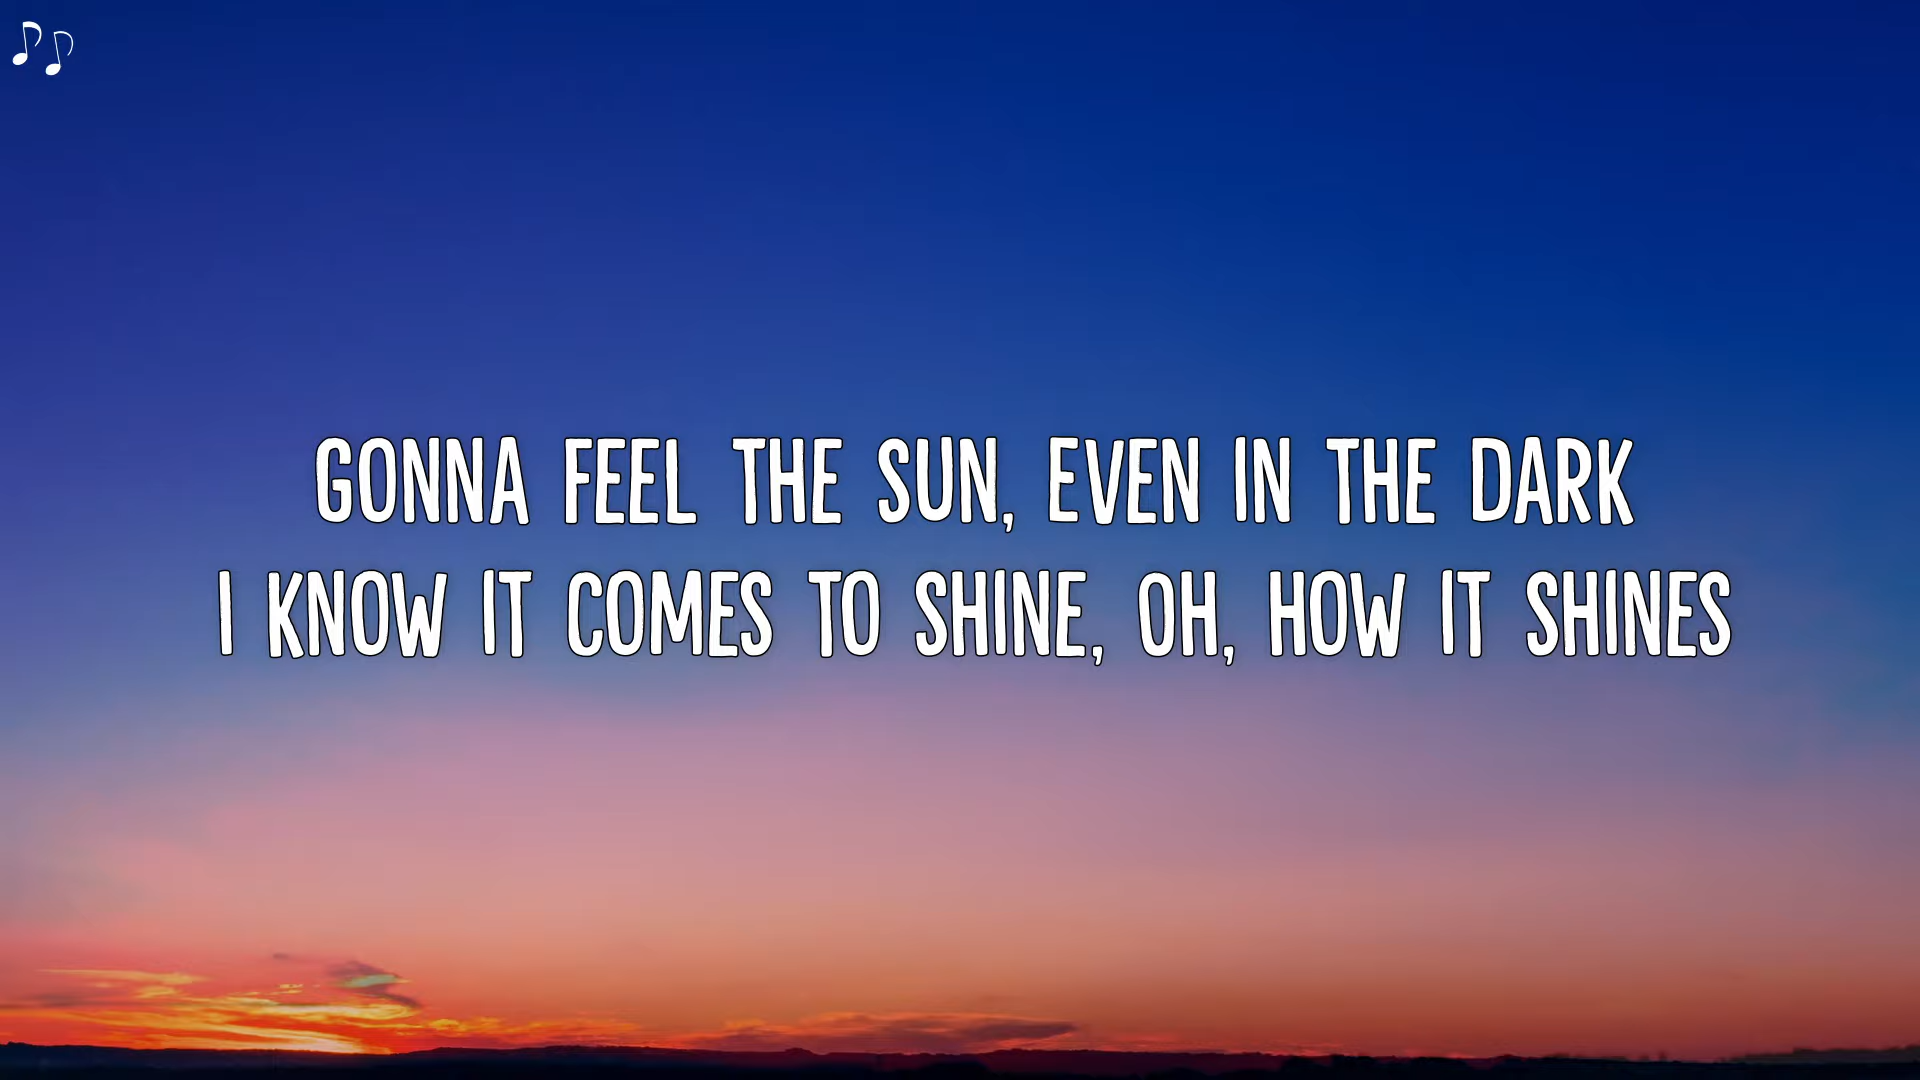 GONNA FEEL THE SUN, EVEN IN THE DARK
I KNOW IT COMES TO SHINE, OH, HOW IT SHINES